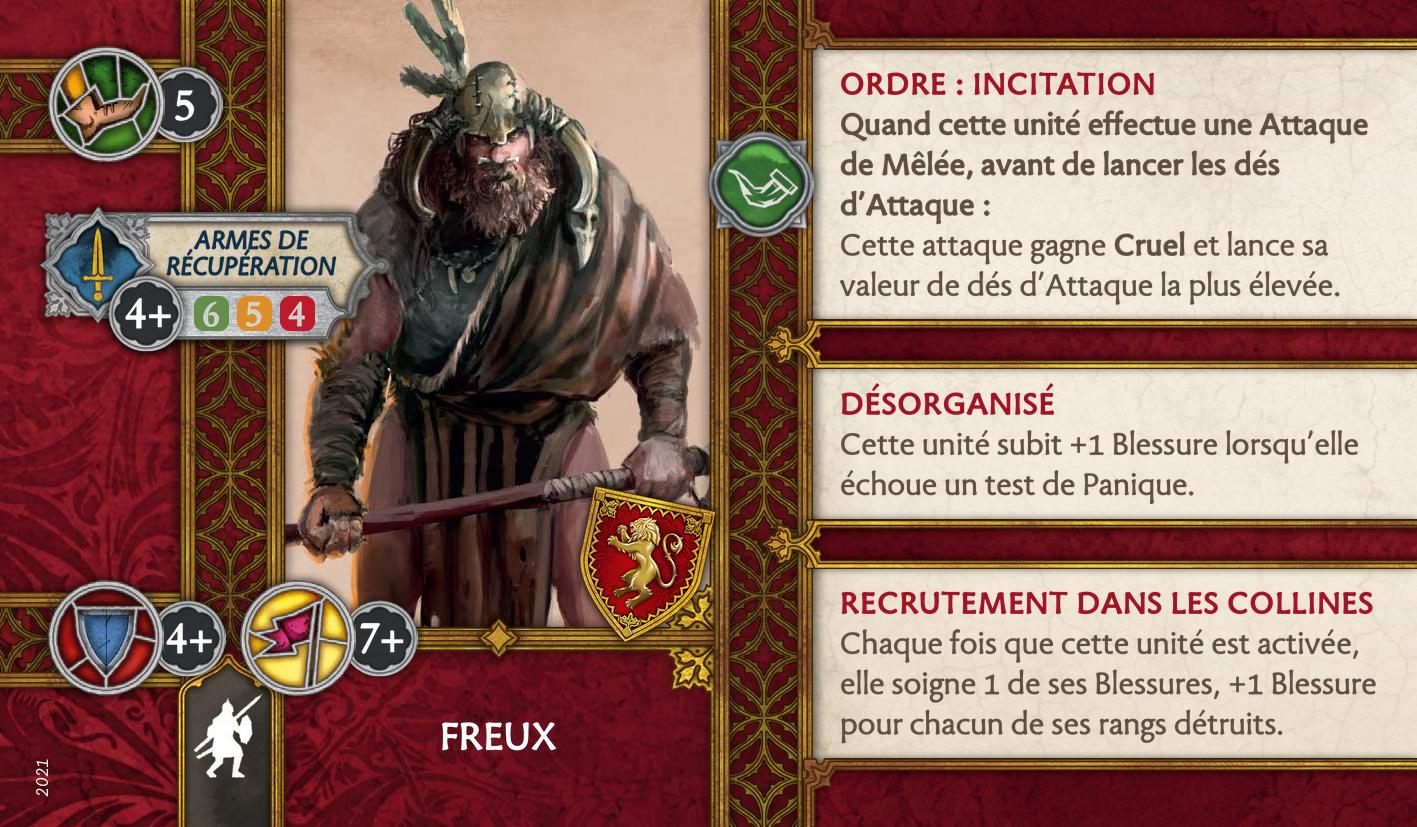 5
ARMES DE
RÉCUPÉRATION
4+ 6 5 4
4+ 7+
FREUX
2021
ORDRE : INCITATION
Quand cette unité effectue une Attaque
de Mêlée, avant de lancer les dés
d’Attaque :
Cette attaque gagne Cruel et lance sa
valeur de dés d’Attaque la plus élevée.
DÉSORGANISÉ
Cette unité subit +1 Blessure lorsqu’elle
échoue un test de Panique.
RECRUTEMENT DANS LES COLLINES
Chaque fois que cette unité est activée,
elle soigne 1 de ses Blessures, +1 Blessure
pour chacun de ses rangs détruits.